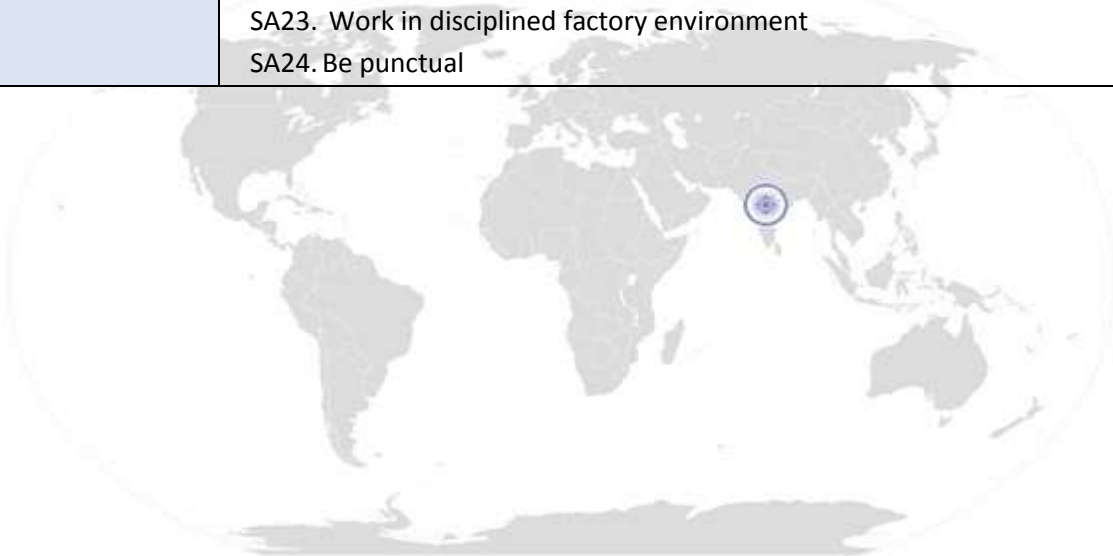 SA23. Work in disciplined factory environment
SA24. Be punctual